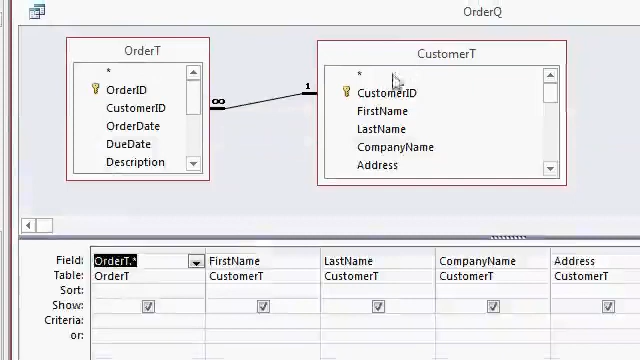 OrderQ
OrderT
*
OrderID
CustomerID
OrderDate
DueDate
Description
∞
1
CustomerT
*
CustomerID
FirstName
LastName
CompanyName
Address
Field: OrderT.* FirstName LastName CompanyName Address
Table: OrderT CustomerT CustomerT CustomerT CustomerT
Sort:
Show:
Criteria:
or: